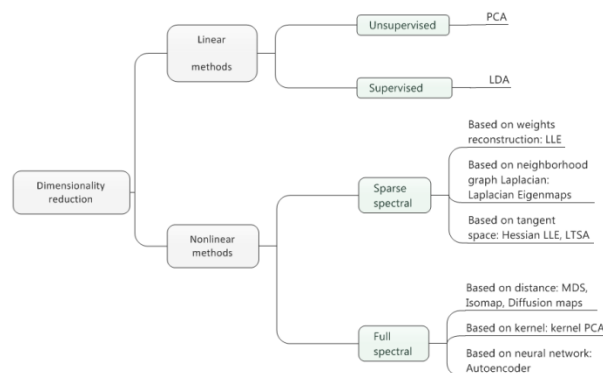 Linear
methods
Unsupervised
PCA
Supervised
LDA
Dimensionality
reduction
Nonlinear
methods
Sparse
spectral
Based on weights
reconstruction: LLE
Based on neighborhood
graph Laplacian:
Laplacian Eigenmaps
Based on tangent
space: Hessian LLE, LTSA
Full
spectral
Based on distance: MDS,
Isomap, Diffusion maps
Based on kernel: kernel PCA
Based on neural network:
Autoencoder